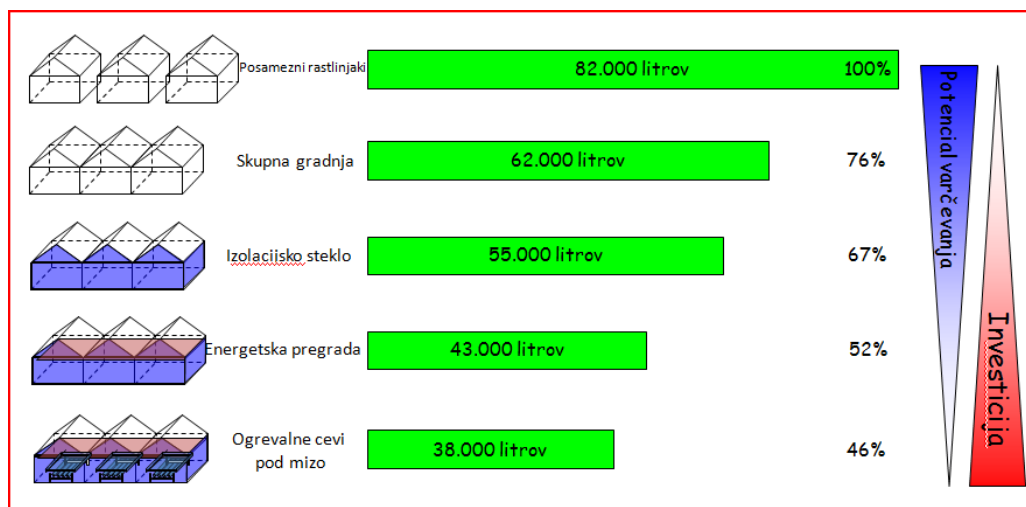 Posamezni rastlinjaki
82.000 litrov
100%
Skupna gradnja
62.000 litrov
76%
Izolacijsko steklo
55.000 litrov
67%
Energetska pregrada
43.000 litrov
52%
Ogrevalne cevi
pod mizo
38.000 litrov
46%
Potencial varčevanja
Investicija